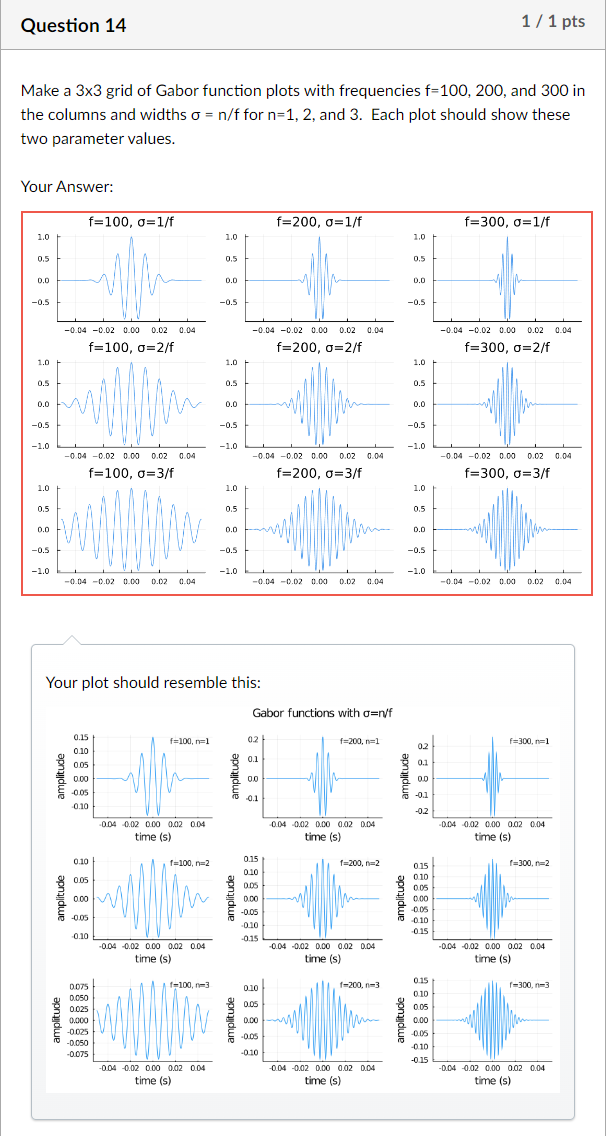 Question 14
1 / 1 pts
Make a 3x3 grid of Gabor function plots with frequencies f=100, 200, and 300 in
the columns and widths σ = n/f for n=1, 2, and 3. Each plot should show these
two parameter values.
Your Answer:
f=100, σ=1/f f=200, σ=1/f f=300, σ=1/f
1.0 1.0 1.0
0.5 0.5 0.5
0.0 0.0 0.0
−0.5 −0.5 −0.5
−0.04 −0.02 0.00 0.02 0.04 −0.04 −0.02 0.00 0.02 0.04 −0.04 −0.02 0.00 0.02 0.04
f=100, σ=2/f f=200, σ=2/f f=300, σ=2/f
1.0 1.0 1.0
0.5 0.5 0.5
0.0 0.0 0.0
−0.5 −0.5 −0.5
−1.0 −1.0 −1.0
−0.04 −0.02 0.00 0.02 0.04 −0.04 −0.02 0.00 0.02 0.04 −0.04 −0.02 0.00 0.02 0.04
f=100, σ=3/f f=200, σ=3/f f=300, σ=3/f
1.0 1.0 1.0
0.5 0.5 0.5
0.0 0.0 0.0
−0.5 −0.5 −0.5
−1.0 −1.0 −1.0
−0.04 −0.02 0.00 0.02 0.04 −0.04 −0.02 0.00 0.02 0.04 −0.04 −0.02 0.00 0.02 0.04
Your plot should resemble this:
Gabor functions with σ=n/f
f=100, n=1
0.15
0.10
0.05
0.00
-0.05
-0.10
amplitude
-0.04 -0.02 0.00 0.02 0.04
time (s)
f=200, n=1
0.2
0.1
0.0
-0.1
amplitude
-0.04 -0.02 0.00 0.02 0.04
time (s)
f=300, n=1
0.2
0.1
0.0
-0.1
-0.2
amplitude
-0.04 -0.02 0.00 0.02 0.04
time (s)
f=100, n=2
0.10
0.05
0.00
-0.05
-0.10
amplitude
-0.04 -0.02 0.00 0.02 0.04
time (s)
f=200, n=2
0.15
0.10
0.05
0.00
-0.05
-0.10
-0.15
amplitude
-0.04 -0.02 0.00 0.02 0.04
time (s)
f=300, n=2
0.15
0.10
0.05
0.00
-0.05
-0.10
-0.15
amplitude
-0.04 -0.02 0.00 0.02 0.04
time (s)
f=100, n=3
0.075
0.050
0.025
0.000
-0.025
-0.050
-0.075
amplitude
-0.04 -0.02 0.00 0.02 0.04
time (s)
f=200, n=3
0.10
0.05
0.00
-0.05
-0.10
amplitude
-0.04 -0.02 0.00 0.02 0.04
time (s)
f=300, n=3
0.15
0.10
0.05
0.00
-0.05
-0.10
-0.15
amplitude
-0.04 -0.02 0.00 0.02 0.04
time (s)